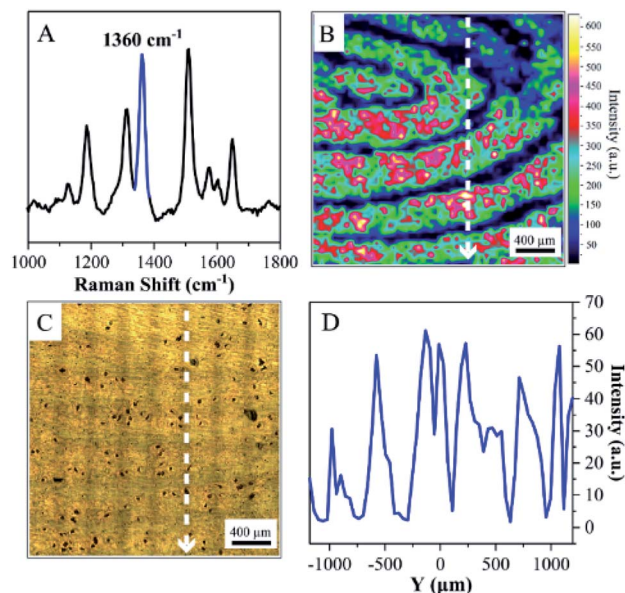 A
1360 cm⁻¹
1000 1200 1400 1600 1800
Raman Shift (cm⁻¹)
B
400 µm
600
550
500
450
400
350
300
250
200
150
100
50
Intensity (a.u.)
C
400 µm
D
70
60
50
40
30
20
10
0
Intensity (a.u.)
-1000 -500 0 500 1000
Y (µm)